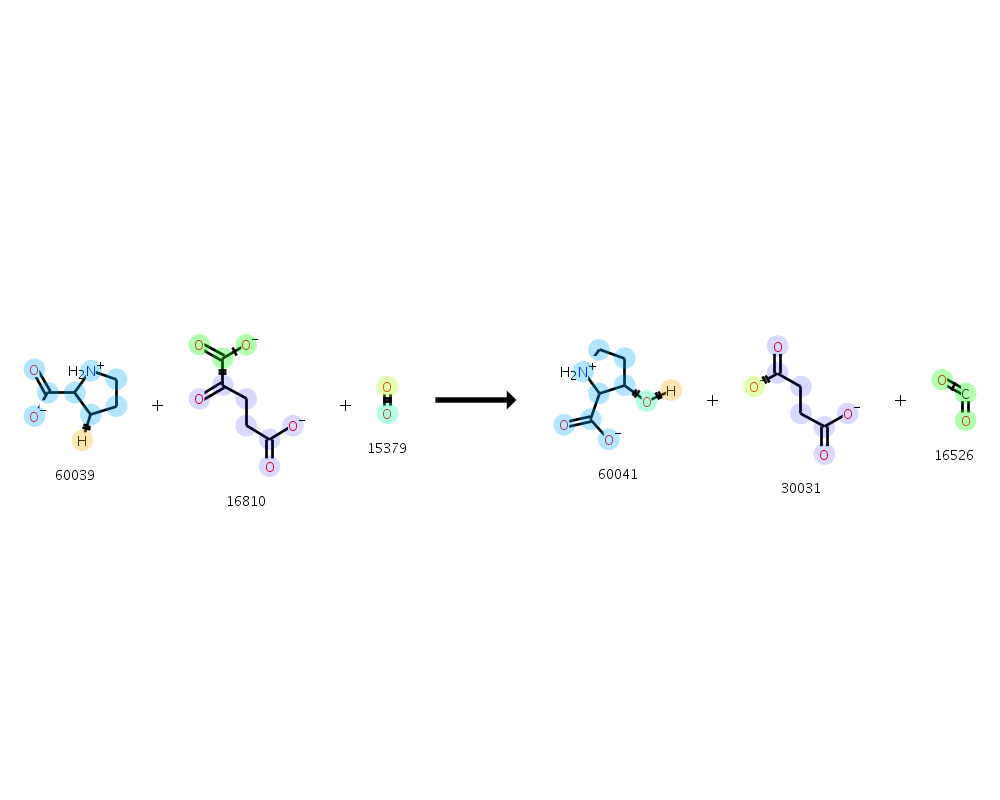 O H₂N⁺ O⁻ H
+
O O⁻ O O⁻ O
+
O O
H₂N⁺ O O⁻ O H
+
O O⁻ O⁻ O
+
O C O
60039 16810 15379 60041 30031 16526